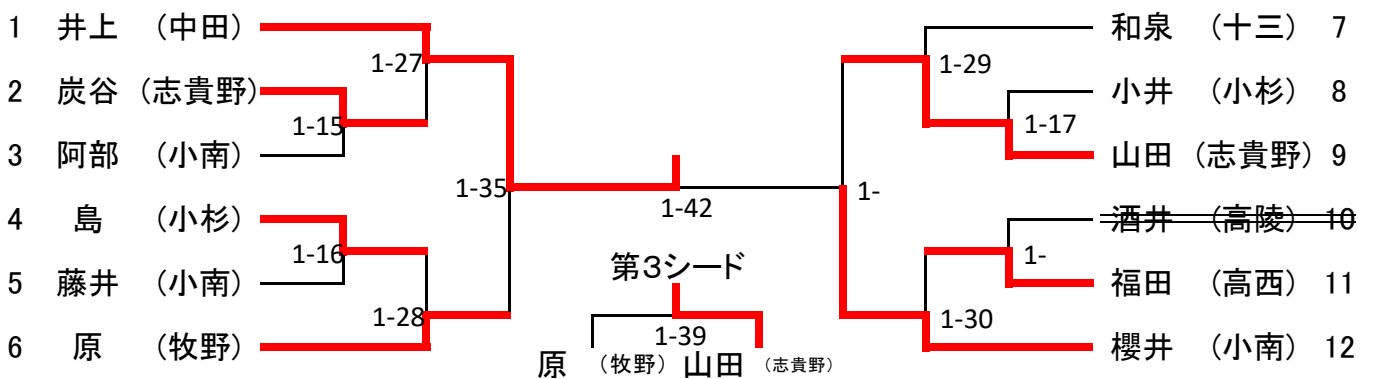 1 井上 （中田）
2 炭谷 （志貴野）
3 阿部 （小南）
4 島 （小杉）
5 藤井 （小南）
6 原 （牧野）
1-27
1-15
1-35
1-16
1-28
1-42
第3シード
1-39
原 （牧野） 山田 （志貴野）
1-29
1-17
1-
1-
1-30
和泉 （十三） 7
小井 （小杉） 8
山田 （志貴野） 9
酒井 （高陵） 10
福田 （高西） 11
櫻井 （小南） 12